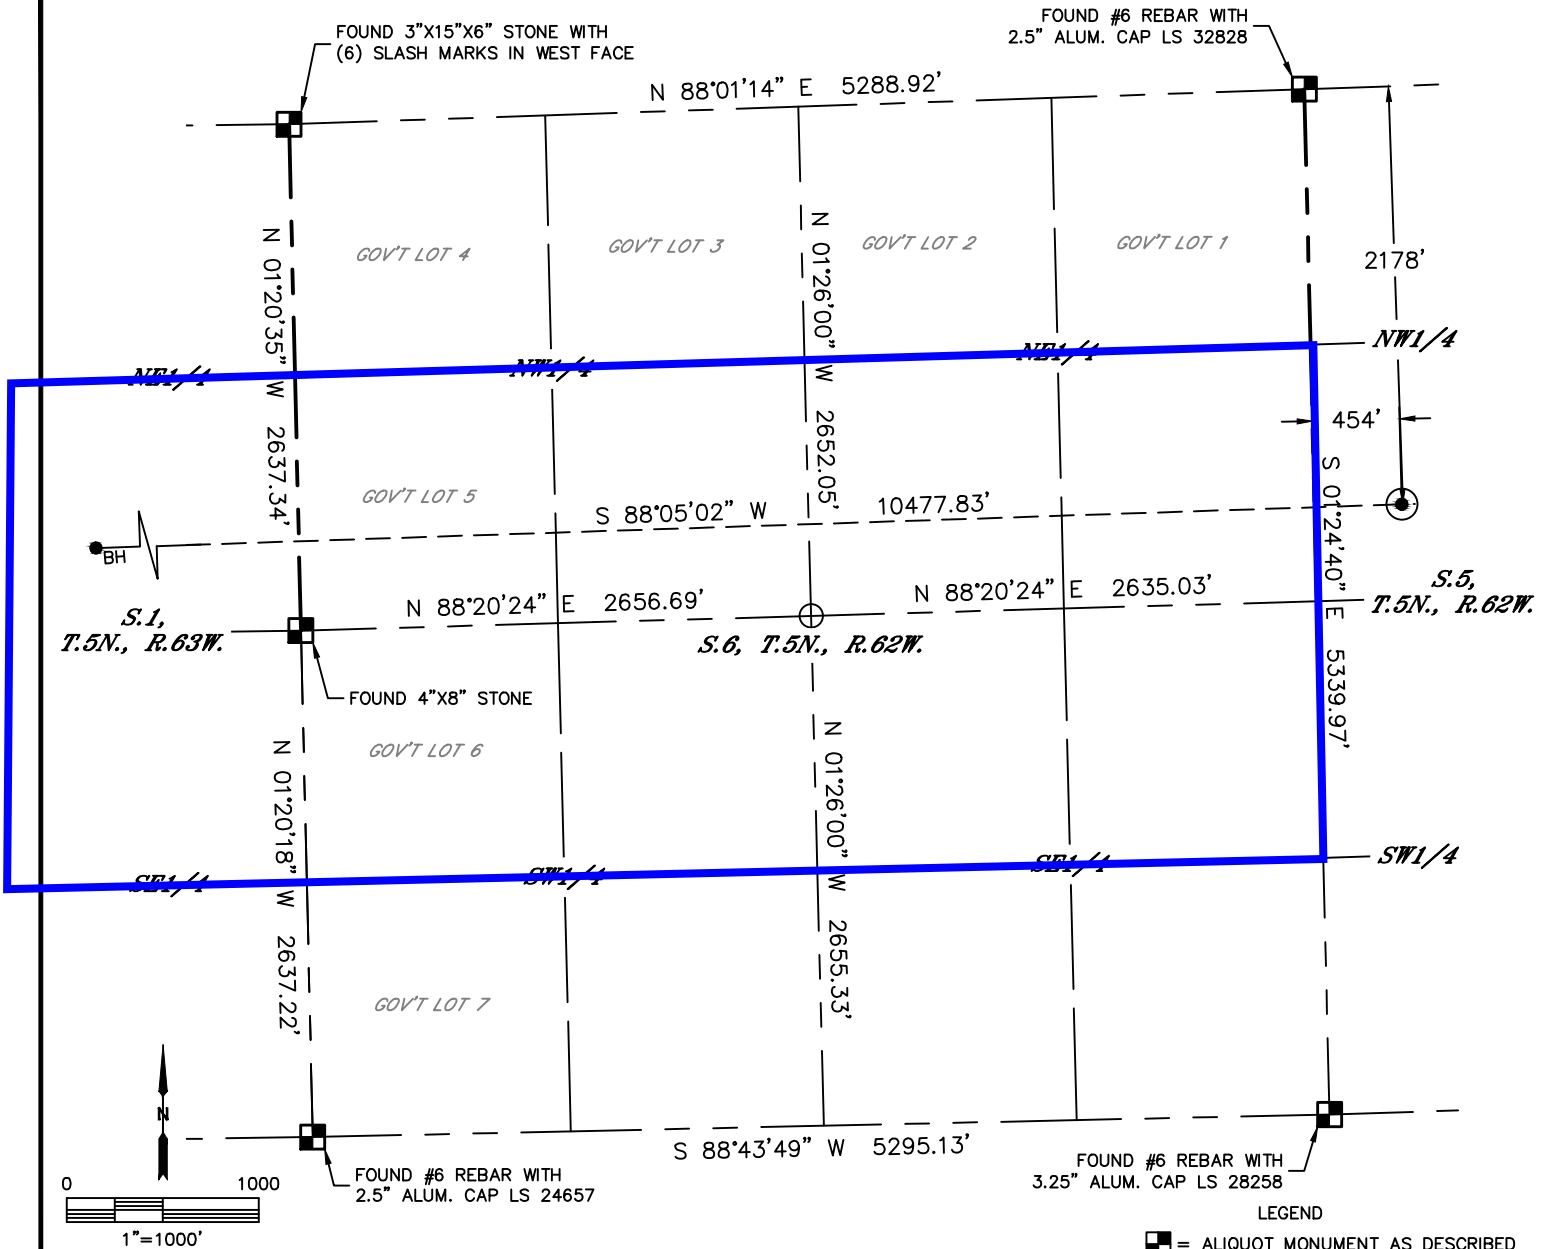 FOUND 3”X15”X6” STONE WITH
(6) SLASH MARKS IN WEST FACE
FOUND #6 REBAR WITH
2.5” ALUM. CAP LS 32828
N 88°01'14” E 5288.92'
GOV'T LOT 4
GOV'T LOT 3
GOV'T LOT 2
GOV'T LOT 1
N 01°20'35” W 2637.34'
N 01°26'00” W 2652.05'
2178'
NE1/4
NW1/4
NE1/4
NW1/4
454'
GOV'T LOT 5
S 88°05'02” W 10477.83'
S 01°24'40” E 5339.97'
BH
S.1,
T.5N., R.63W.
N 88°20'24” E 2656.69'
N 88°20'24” E 2635.03'
S.5,
T.5N., R.62W.
S.6, T.5N., R.62W.
FOUND 4”X8” STONE
GOV'T LOT 6
N 01°20'18” W 2637.22'
N 01°26'00” W 2655.33'
SE1/4
SW1/4
SE1/4
SW1/4
GOV'T LOT 7
N
S 88°43'49” W 5295.13'
FOUND #6 REBAR WITH
2.5” ALUM. CAP LS 24657
FOUND #6 REBAR WITH
3.25” ALUM. CAP LS 28258
0 1000
1”=1000'
LEGEND
= ALIQUOT MONUMENT AS DESCRIBED